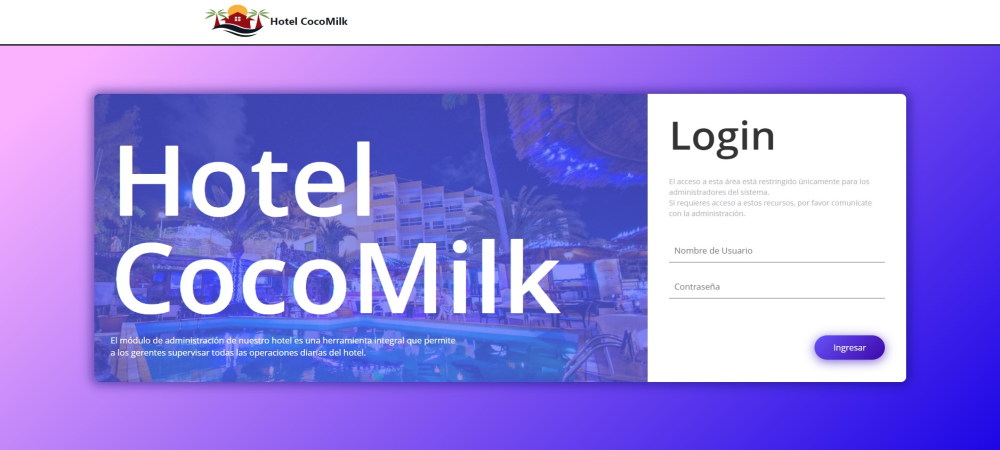 Hotel CocoMilk
Hotel
CocoMilk
El módulo de administración de nuestro hotel es una herramienta integral que permite
a los gerentes supervisar todas las operaciones diarias del hotel.
Login
El acceso a esta área está restringido únicamente para los
administradores del sistema.
Si requieres acceso a estos recursos, por favor comunícate
con la administración.
Nombre de Usuario
Contraseña
Ingresar